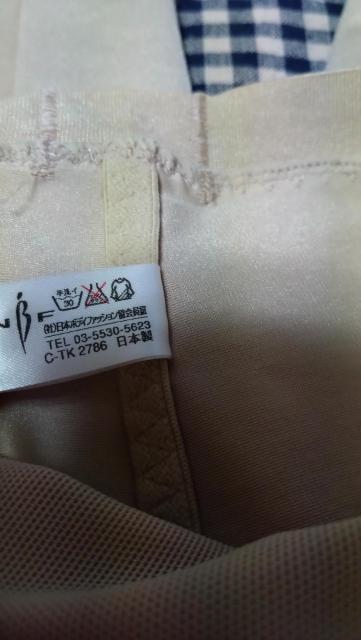 手洗イ
30
NBF
(社)日本ボディファッション協会会員
TEL 03-5530-5623
C-TK 2786 日本製